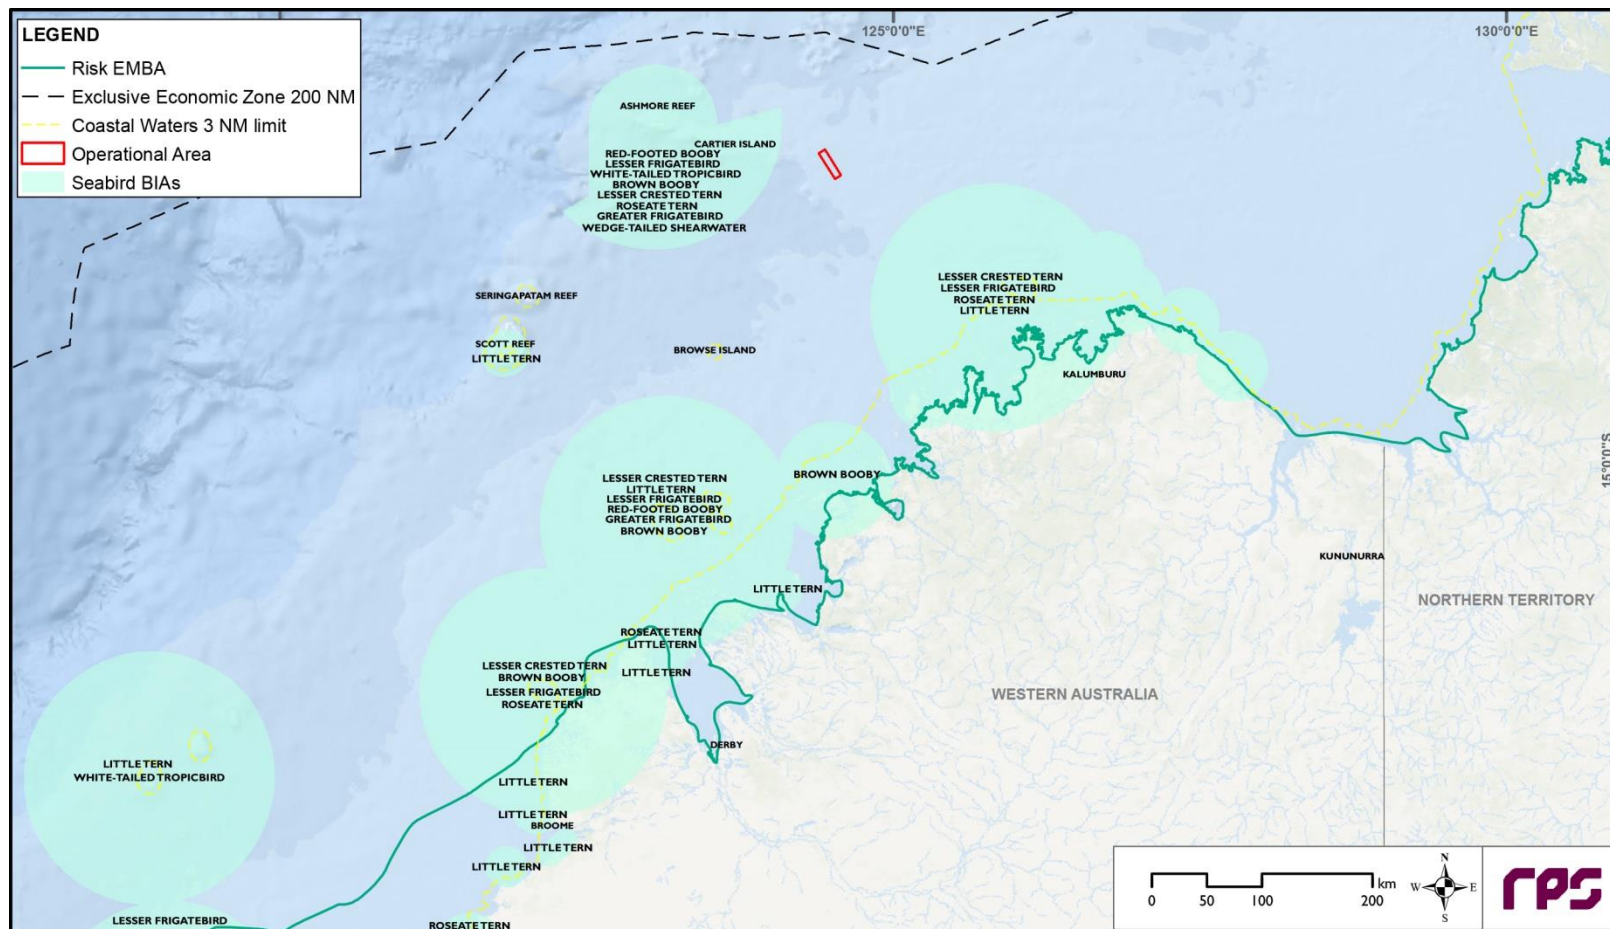 LEGEND
Risk EMBA
Exclusive Economic Zone 200 NM
Coastal Waters 3 NM limit
Operational Area
Seabird BIAs
125°0'0"E
130°0'0"E
ASHMORE REEF
CARTIER ISLAND
RED-FOOTED BOOBY
LESSER FRIGATEBIRD
WHITE-TAILED TROPICBIRD
BROWN BOOBY
LESSER CRESTED TERN
ROSEATE TERN
GREATER FRIGATEBIRD
WEDGE-TAILED SHEARWATER
LESSER CRESTED TERN
LESSER FRIGATEBIRD
ROSEATE TERN
LITTLE TERN
SERINGAPATAM REEF
SCOTT REEF
LITTLE TERN
BROWSE ISLAND
KALUMBURU
15°0'0"S
LESSER CRESTED TERN
LITTLE TERN
LESSER FRIGATEBIRD
RED-FOOTED BOOBY
GREATER FRIGATEBIRD
BROWN BOOBY
BROWN BOOBY
KUNUNURRA
LITTLE TERN
NORTHERN TERRITORY
ROSEATE TERN
LITTLE TERN
LITTLE TERN
LESSER CRESTED TERN
BROWN BOOBY
LESSER FRIGATEBIRD
ROSEATE TERN
WESTERN AUSTRALIA
DERBY
LITTLE TERN
WHITE-TAILED TROPICBIRD
LITTLE TERN
LITTLE TERN
BROOME
LITTLE TERN
LITTLE TERN
LESSER FRIGATEBIRD
ROSEATE TERN
0 50 100 200 km
N
W E
S
rps